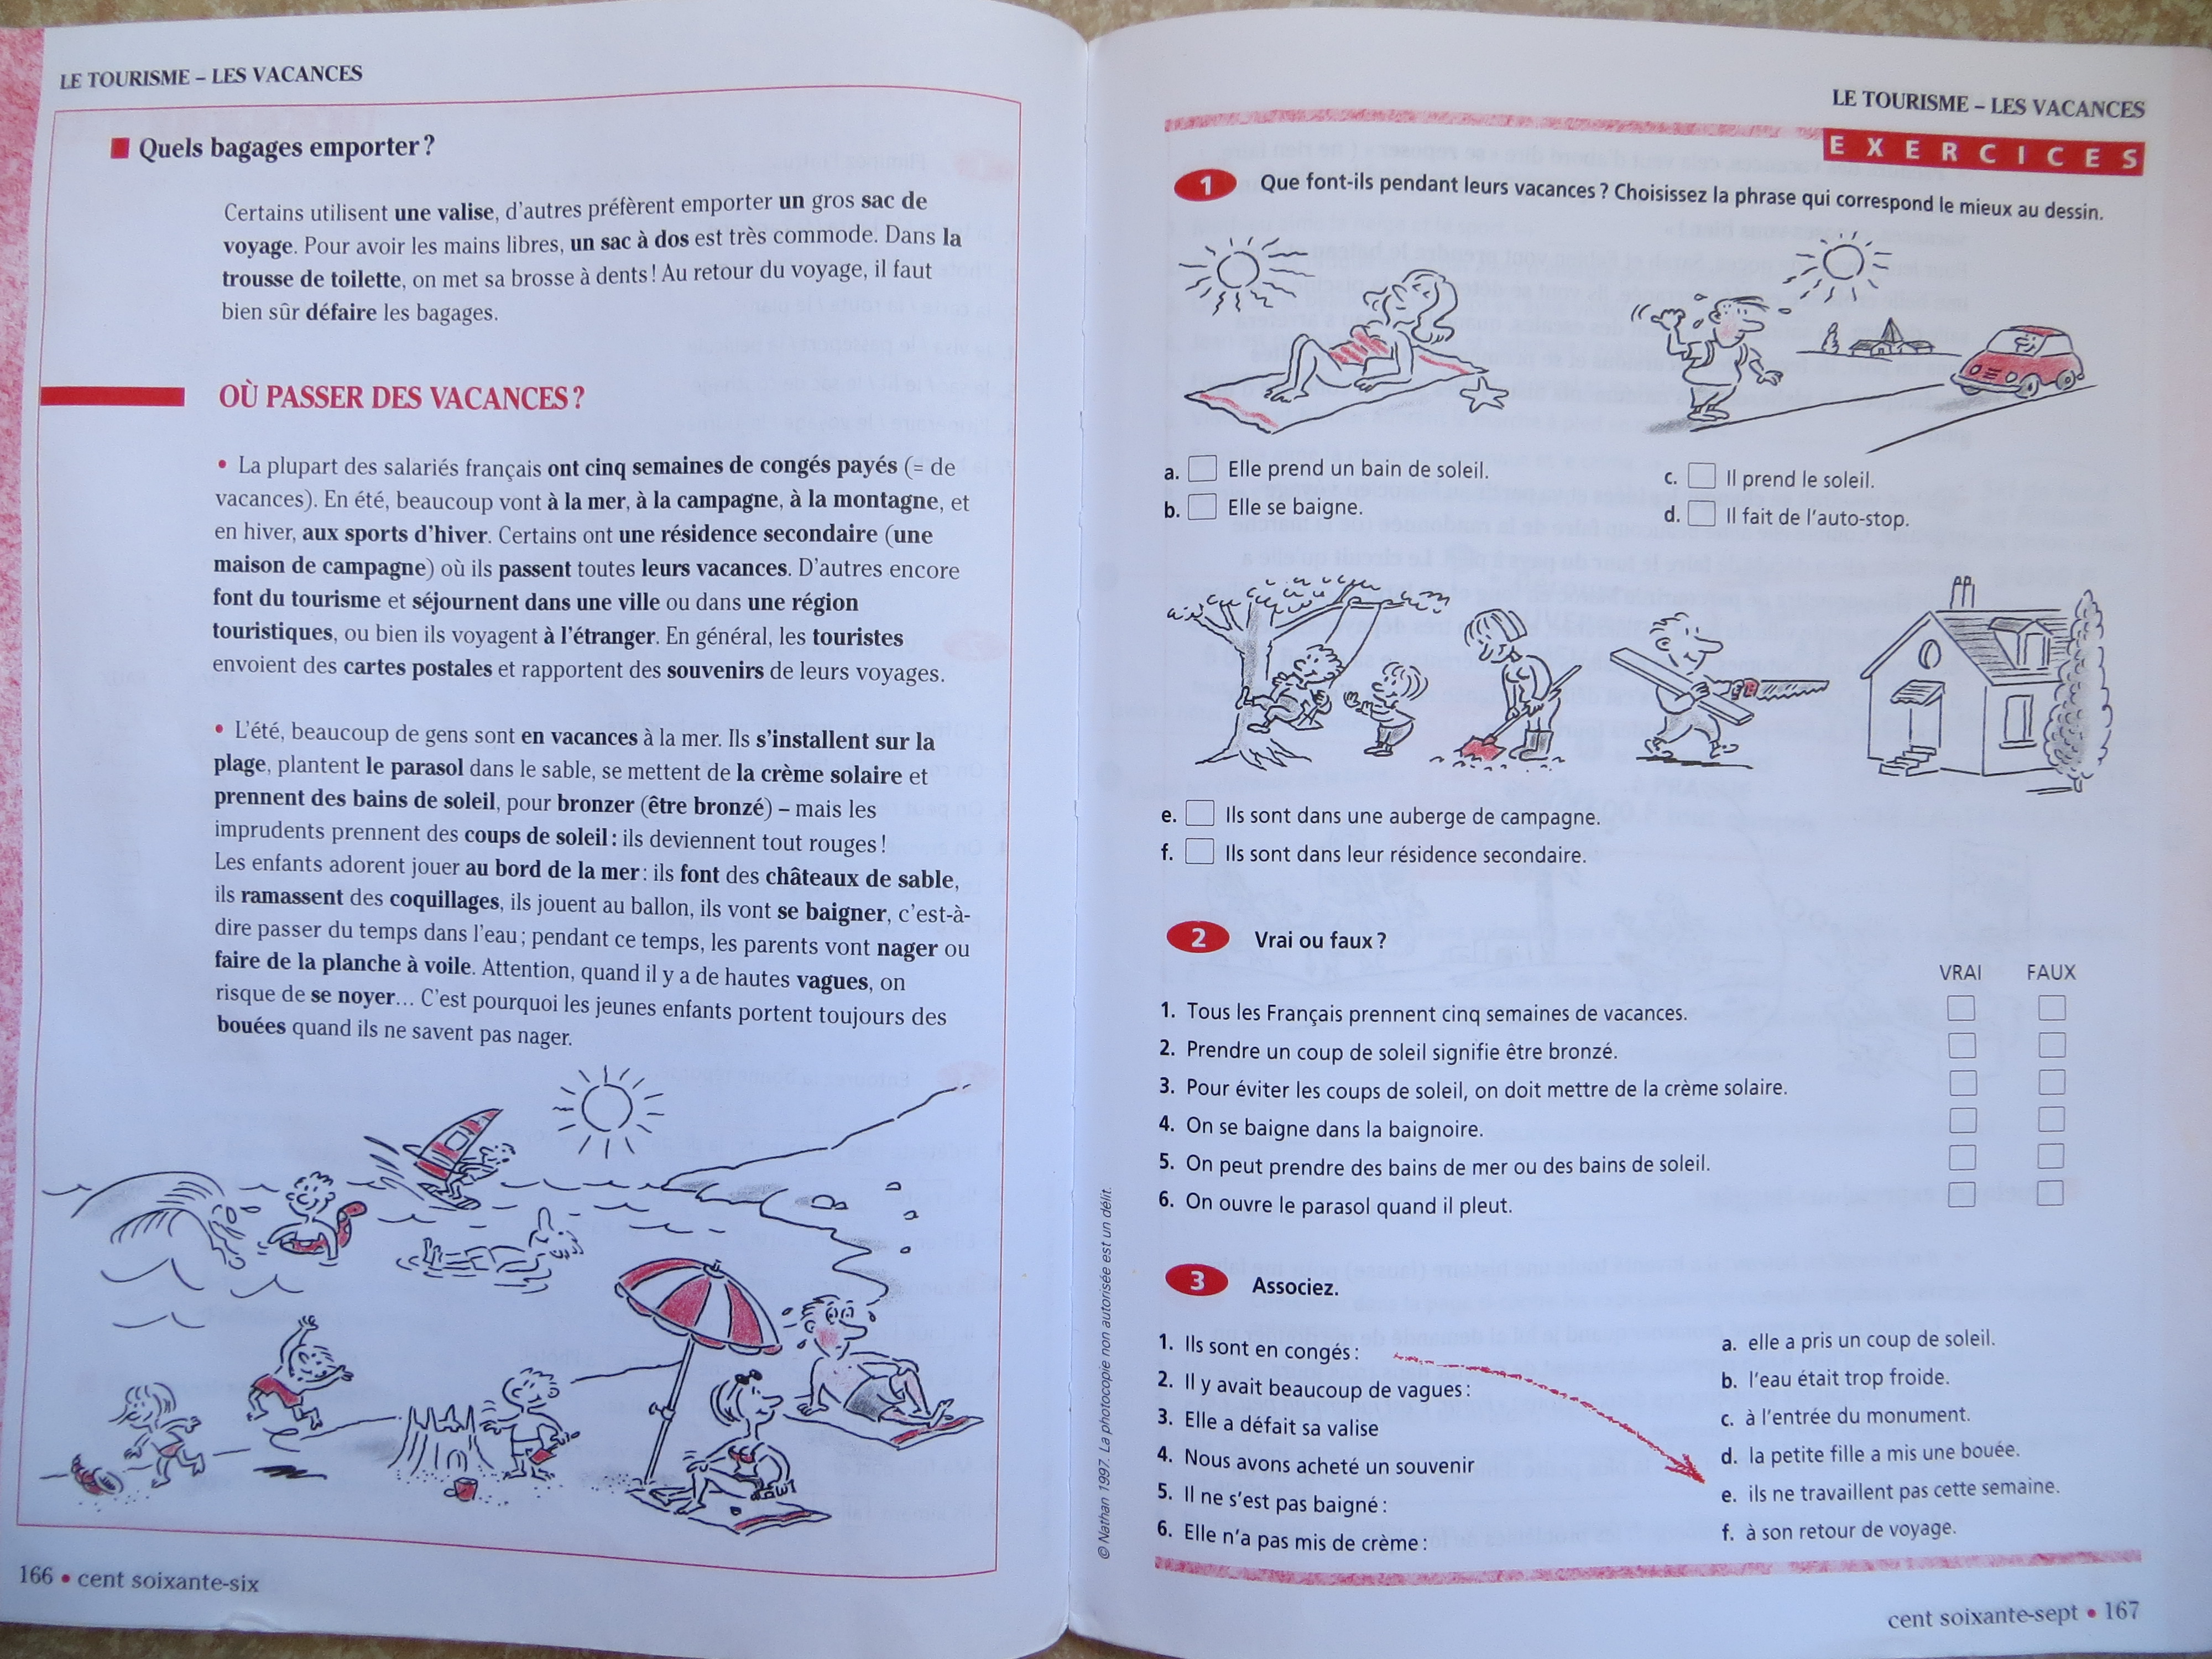 LE TOURISME – LES VACANCES
Quels bagages emporter ?
Certains utilisent une valise, d'autres préfèrent emporter un gros sac de
voyage. Pour avoir les mains libres, un sac à dos est très commode. Dans la
trousse de toilette, on met sa brosse à dents ! Au retour du voyage, il faut
bien sûr défaire les bagages.
OÙ PASSER DES VACANCES ?
• La plupart des salariés français ont cinq semaines de congés payés (= de
vacances). En été, beaucoup vont à la mer, à la campagne, à la montagne, et
en hiver, aux sports d'hiver. Certains ont une résidence secondaire (une
maison de campagne) où ils passent toutes leurs vacances. D'autres encore
font du tourisme et séjournent dans une ville ou dans une région
touristiques, ou bien ils voyagent à l'étranger. En général, les touristes
envoient des cartes postales et rapportent des souvenirs de leurs voyages.
• L'été, beaucoup de gens sont en vacances à la mer. Ils s'installent sur la
plage, plantent le parasol dans le sable, se mettent de la crème solaire et
prennent des bains de soleil, pour bronzer (être bronzé) – mais les
imprudents prennent des coups de soleil : ils deviennent tout rouges !
Les enfants adorent jouer au bord de la mer : ils font des châteaux de sable,
ils ramassent des coquillages, ils jouent au ballon, ils vont se baigner, c'est-à-
dire passer du temps dans l'eau ; pendant ce temps, les parents vont nager ou
faire de la planche à voile. Attention, quand il y a de hautes vagues, on
risque de se noyer... C'est pourquoi les jeunes enfants portent toujours des
bouées quand ils ne savent pas nager.
166 • cent soixante-six
LE TOURISME – LES VACANCES
EXERCICES
1 Que font-ils pendant leurs vacances ? Choisissez la phrase qui correspond le mieux au dessin.
a. Elle prend un bain de soleil.
b. Elle se baigne.
c. Il prend le soleil.
d. Il fait de l'auto-stop.
e. Ils sont dans une auberge de campagne.
f. Ils sont dans leur résidence secondaire.
2 Vrai ou faux ?
VRAI FAUX
1. Tous les Français prennent cinq semaines de vacances.
2. Prendre un coup de soleil signifie être bronzé.
3. Pour éviter les coups de soleil, on doit mettre de la crème solaire.
4. On se baigne dans la baignoire.
5. On peut prendre des bains de mer ou des bains de soleil.
6. On ouvre le parasol quand il pleut.
3 Associez.
1. Ils sont en congés :
2. Il y avait beaucoup de vagues :
3. Elle a défait sa valise
4. Nous avons acheté un souvenir
5. Il ne s'est pas baigné :
6. Elle n'a pas mis de crème :
a. elle a pris un coup de soleil.
b. l'eau était trop froide.
c. à l'entrée du monument.
d. la petite fille a mis une bouée.
e. ils ne travaillent pas cette semaine.
f. à son retour de voyage.
© Nathan 1997. La photocopie non autorisée est un délit.
cent soixante-sept • 167